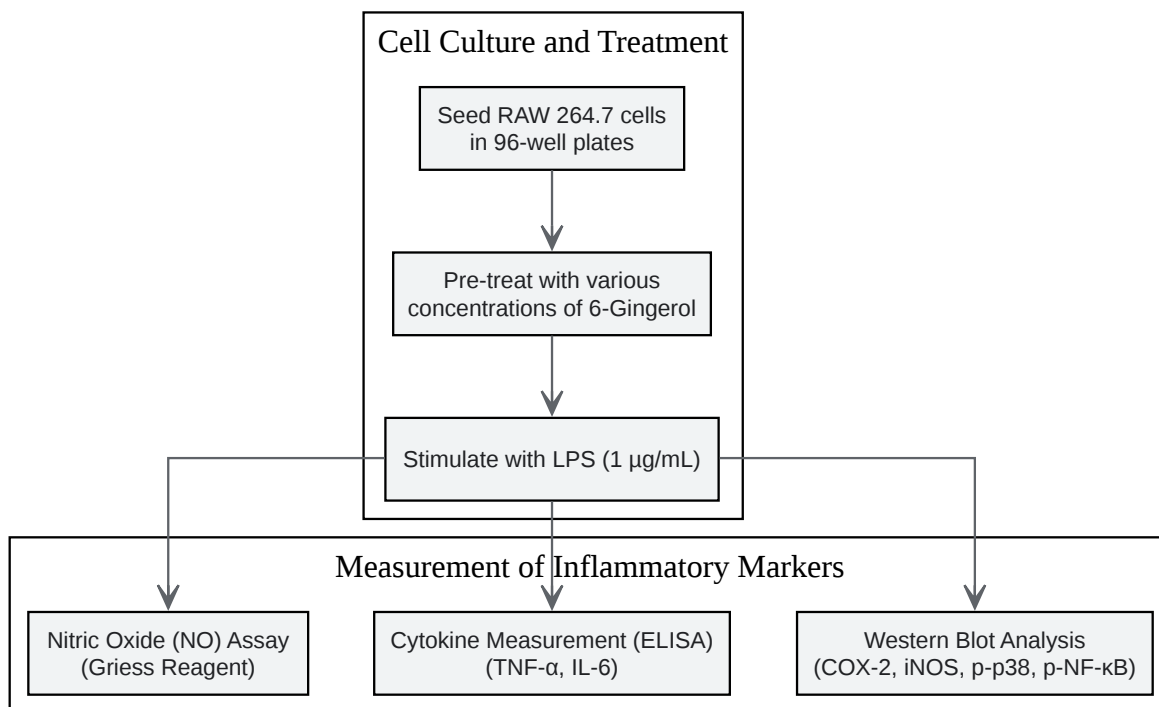 Cell Culture and Treatment
Seed RAW 264.7 cells
in 96-well plates
Pre-treat with various
concentrations of 6-Gingerol
Stimulate with LPS (1 µg/mL)
Measurement of Inflammatory Markers
Nitric Oxide (NO) Assay
(Griess Reagent)
Cytokine Measurement (ELISA)
(TNF-α, IL-6)
Western Blot Analysis
(COX-2, iNOS, p-p38, p-NF-κB)